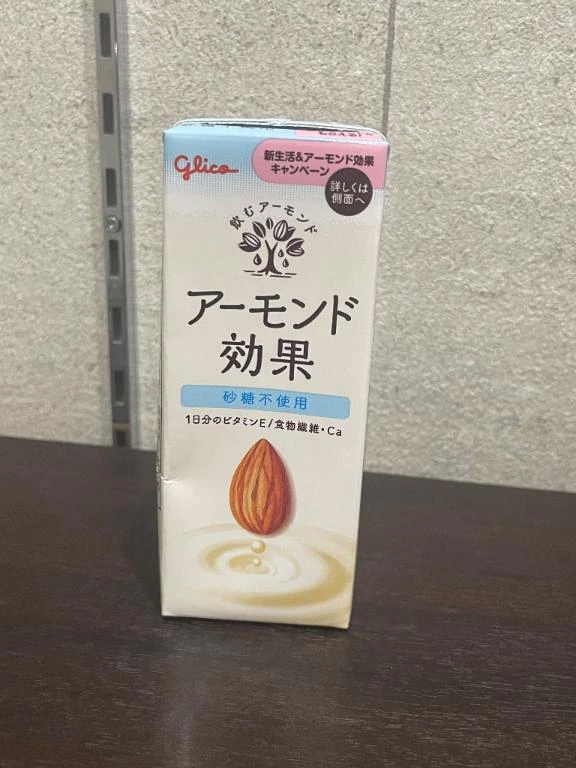 glico
新生活&アーモンド効果
キャンペーン
詳しくは
側面へ
飲むアーモンド
アーモンド
効果
砂糖不使用
1日分のビタミンE/食物繊維・Ca